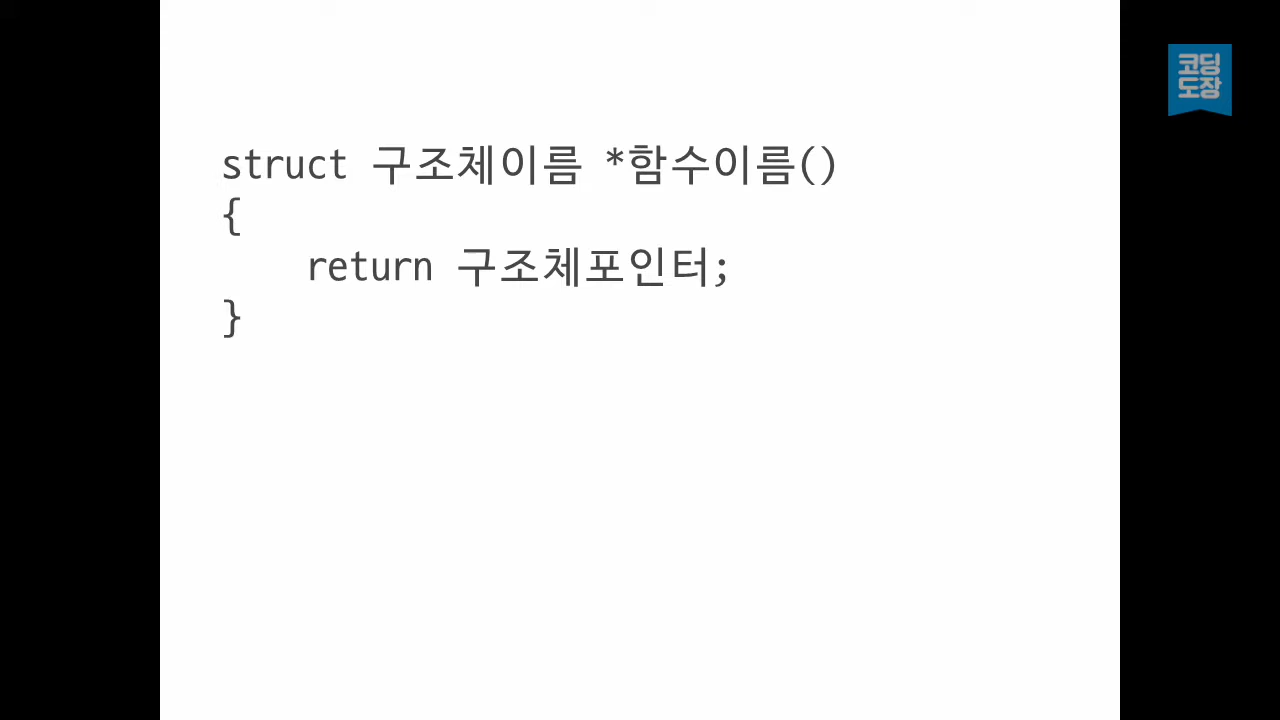 코딩
도장
struct 구조체이름 *함수이름()
{
    return 구조체포인터;
}